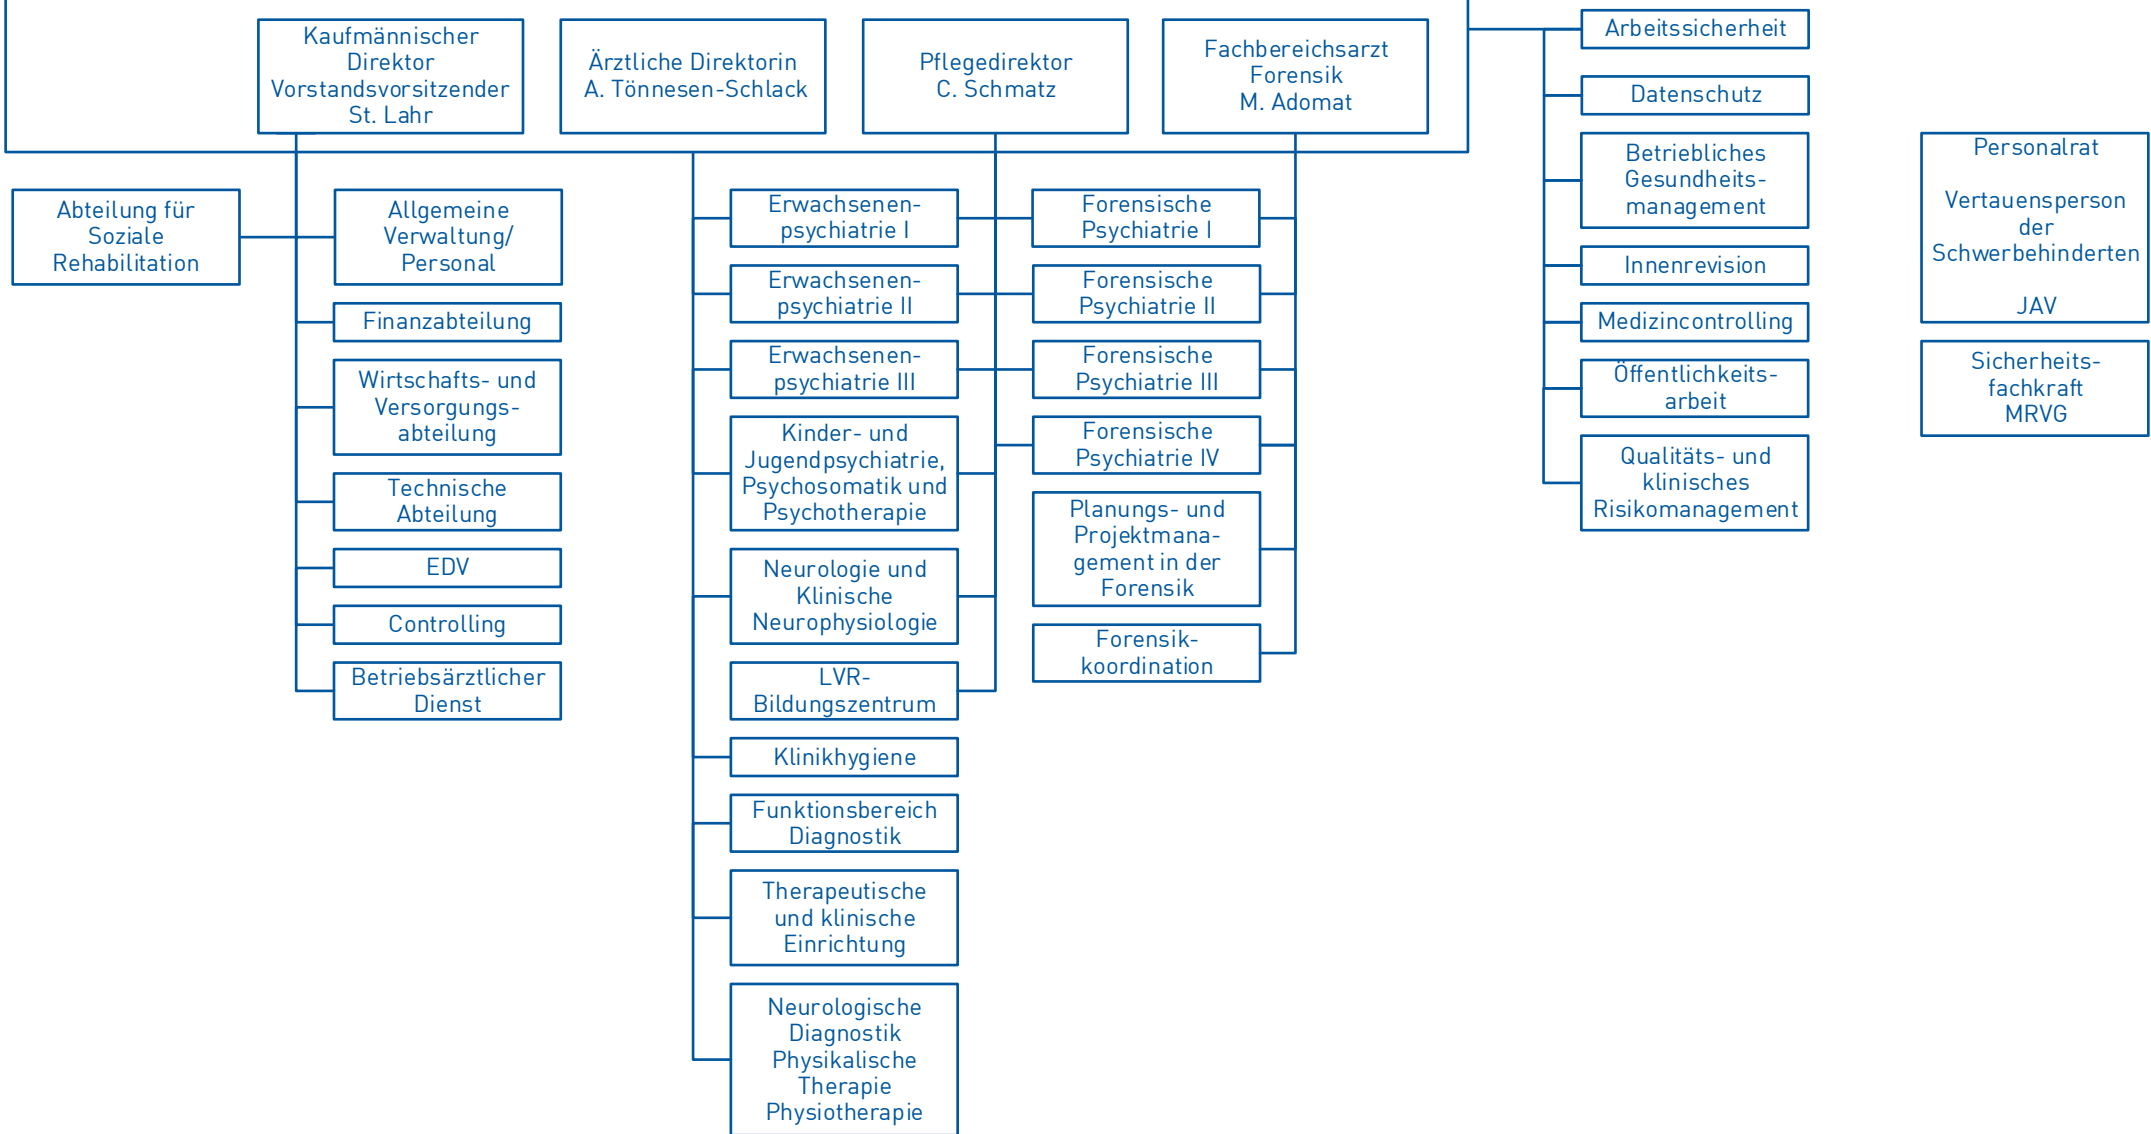 Kaufmännischer
Direktor
Vorstandsvorsitzender
St. Lahr
Ärztliche Direktorin
A. Tönnesen-Schlack
Pflegedirektor
C. Schmatz
Fachbereichsarzt
Forensik
M. Adomat
Abteilung für
Soziale
Rehabilitation
Allgemeine
Verwaltung/
Personal
Finanzabteilung
Wirtschafts- und
Versorgungs-
abteilung
Technische
Abteilung
EDV
Controlling
Betriebsärztlicher
Dienst
Erwachsenen-
psychiatrie I
Erwachsenen-
psychiatrie II
Erwachsenen-
psychiatrie III
Kinder- und
Jugendpsychiatrie,
Psychosomatik und
Psychotherapie
Neurologie und
Klinische
Neurophysiologie
LVR-
Bildungszentrum
Klinikhygiene
Funktionsbereich
Diagnostik
Therapeutische
und klinische
Einrichtung
Neurologische
Diagnostik
Physikalische
Therapie
Physiotherapie
Forensische
Psychiatrie I
Forensische
Psychiatrie II
Forensische
Psychiatrie III
Forensische
Psychiatrie IV
Planungs- und
Projektmana-
gement in der
Forensik
Forensik-
koordination
Arbeitssicherheit
Datenschutz
Betriebliches
Gesundheits-
management
Innenrevision
Medizincontrolling
Öffentlichkeits-
arbeit
Qualitäts- und
klinisches
Risikomanagement
Personalrat
Vertauensperson
der
Schwerbehinderten
JAV
Sicherheits-
fachkraft
MRVG